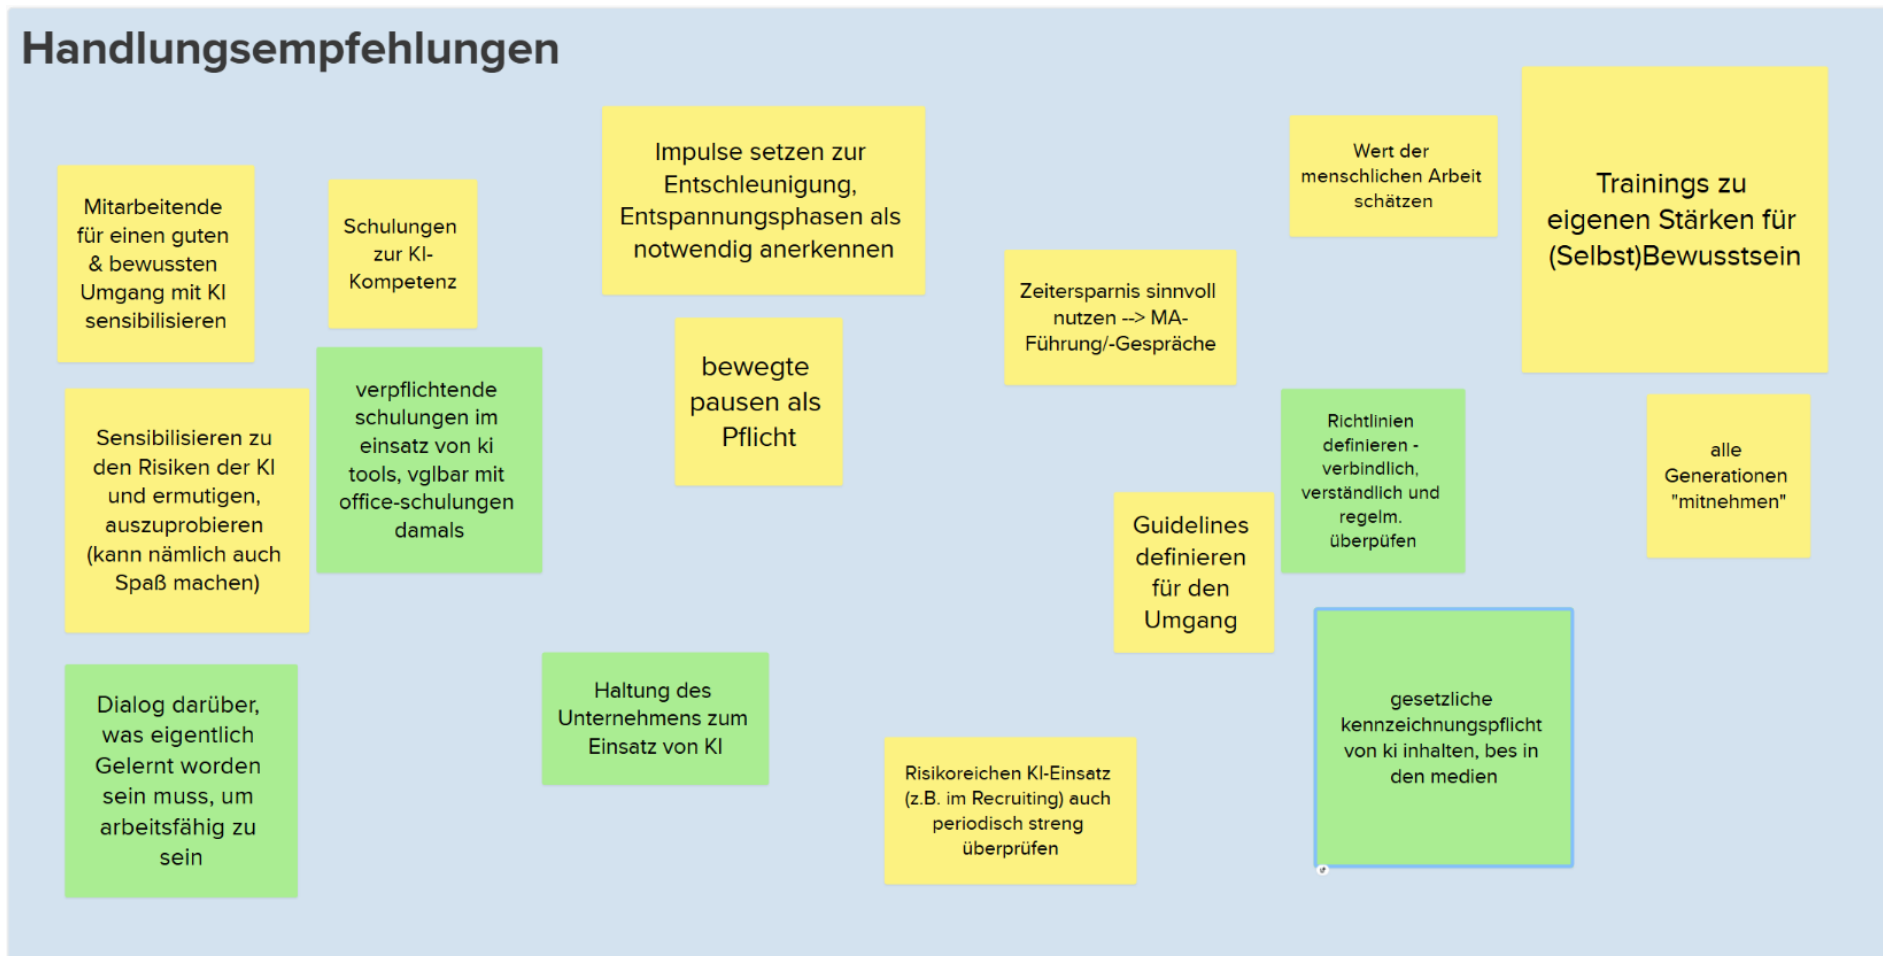 Handlungsempfehlungen
Mitarbeitende
für einen guten
& bewussten
Umgang mit KI
sensibilisieren
Schulungen
zur KI-
Kompetenz
Impulse setzen zur
Entschleunigung,
Entspannungsphasen als
notwendig anerkennen
Wert der
menschlichen Arbeit
schätzen
Trainings zu
eigenen Stärken für
(Selbst)Bewusstsein
Zeitersparnis sinnvoll
nutzen --> MA-
Führung/-Gespräche
bewegte
pausen als
Pflicht
Sensibilisieren zu
den Risiken der KI
und ermutigen,
auszuprobieren
(kann nämlich auch
Spaß machen)
verpflichtende
schulungen im
einsatz von ki
tools, vglbar mit
office-schulungen
damals
Richtlinien
definieren -
verbindlich,
verständlich und
regelm.
überpüfen
alle
Generationen
"mitnehmen"
Guidelines
definieren
für den
Umgang
Dialog darüber,
was eigentlich
Gelernt worden
sein muss, um
arbeitsfähig zu
sein
Haltung des
Unternehmens zum
Einsatz von KI
Risikoreichen KI-Einsatz
(z.B. im Recruiting) auch
periodisch streng
überprüfen
gesetzliche
kennzeichnungspflicht
von ki inhalten, bes in
den medien